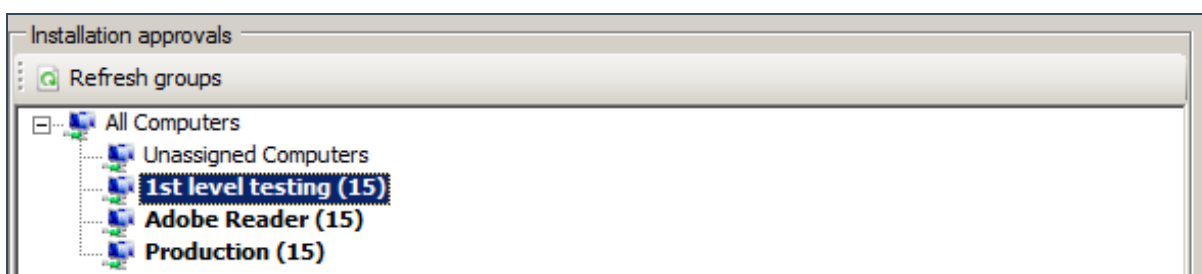 Installation approvals
Refresh groups
All Computers
Unassigned Computers
1st level testing (15)
Adobe Reader (15)
Production (15)